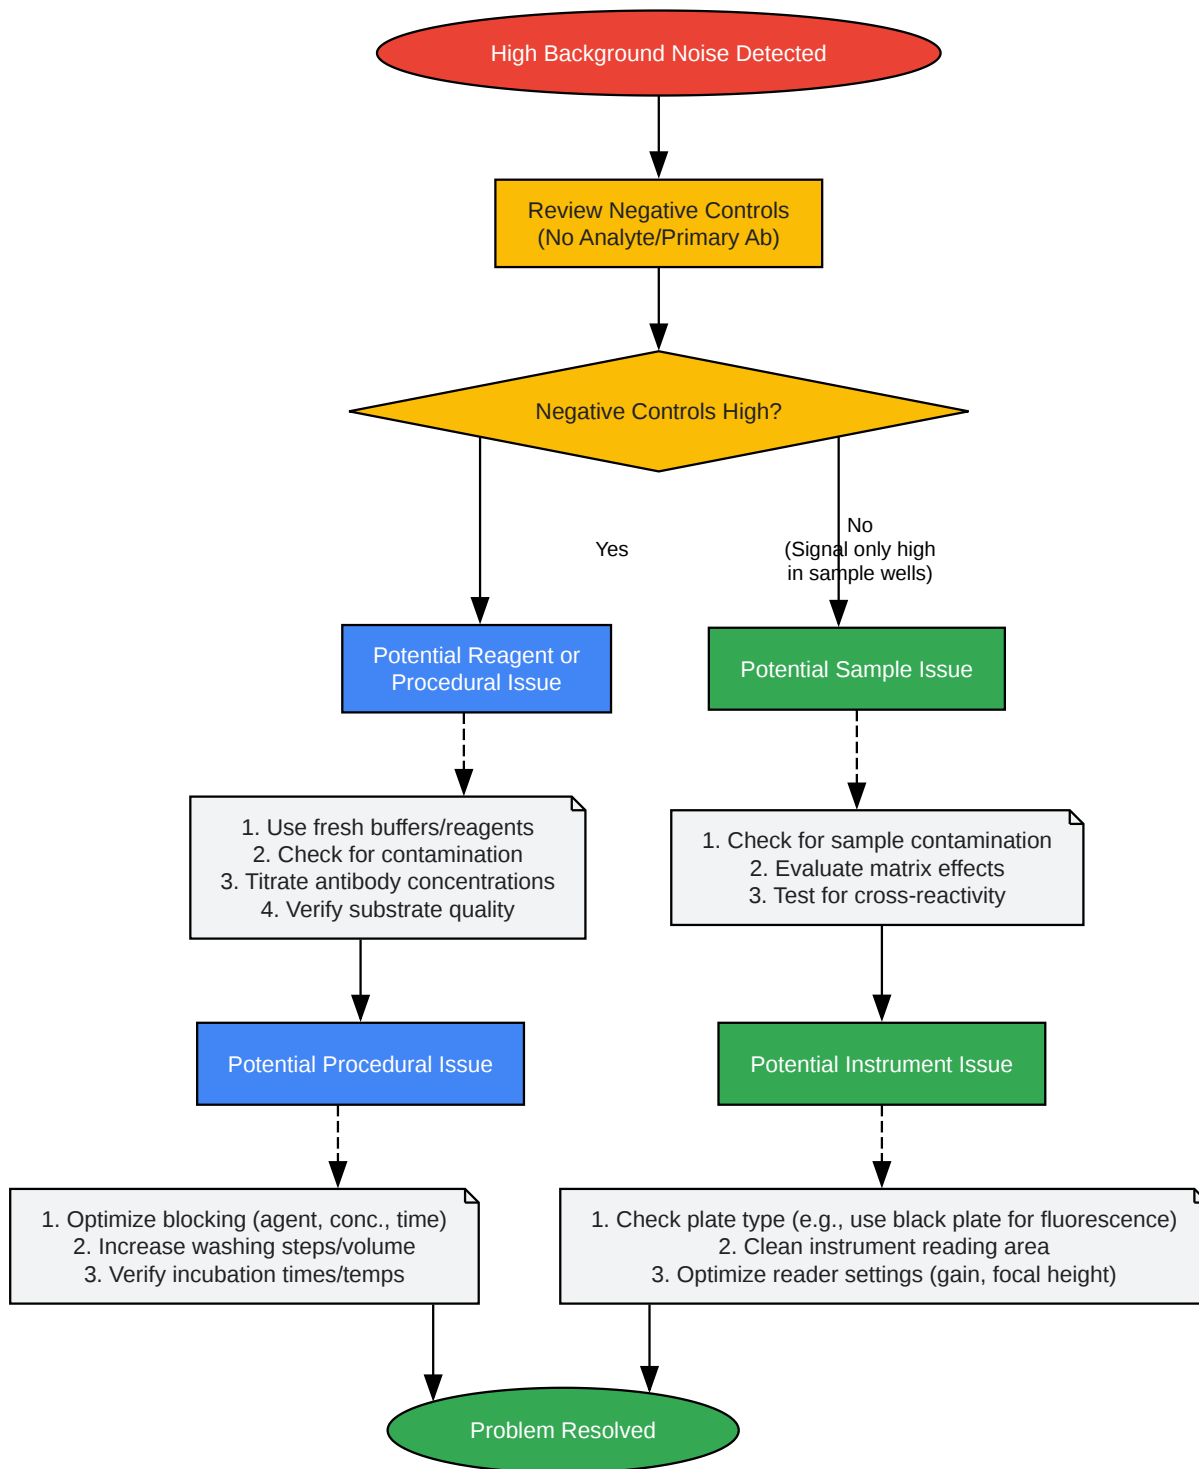 High Background Noise Detected
Review Negative Controls
(No Analyte/Primary Ab)
Negative Controls High?
Yes
No
(Signal only high
in sample wells)
Potential Reagent or
Procedural Issue
Potential Sample Issue
1. Use fresh buffers/reagents
2. Check for contamination
3. Titrate antibody concentrations
4. Verify substrate quality
1. Check for sample contamination
2. Evaluate matrix effects
3. Test for cross-reactivity
Potential Procedural Issue
Potential Instrument Issue
1. Optimize blocking (agent, conc., time)
2. Increase washing steps/volume
3. Verify incubation times/temps
1. Check plate type (e.g., use black plate for fluorescence)
2. Clean instrument reading area
3. Optimize reader settings (gain, focal height)
Problem Resolved